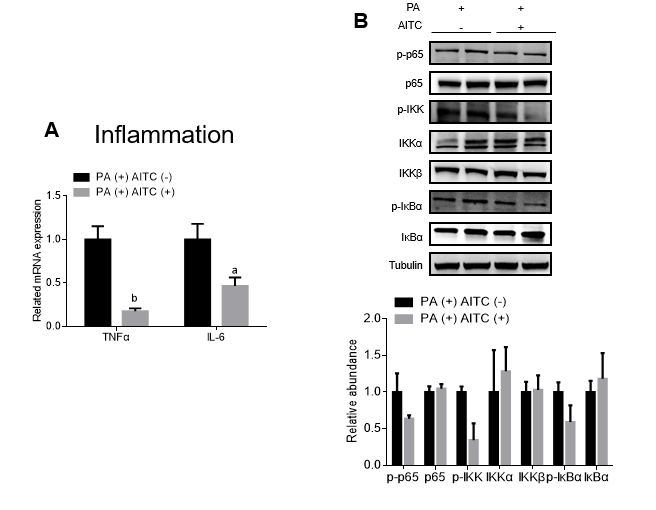 A
Inflammation
PA (+) AITC (-)
PA (+) AITC (+)
Related mRNA expression
1.5
1.0
0.5
0.0
b
a
TNFα
IL-6
B
PA + +
AITC - +
p-p65
p65
p-IKK
IKKα
IKKβ
p-IκBα
IκBα
Tubulin
PA (+) AITC (-)
PA (+) AITC (+)
Relative abundance
2.0
1.5
1.0
0.5
0.0
p-p65 p65 p-IKK IKKα IKKβ p-IκBα IκBα